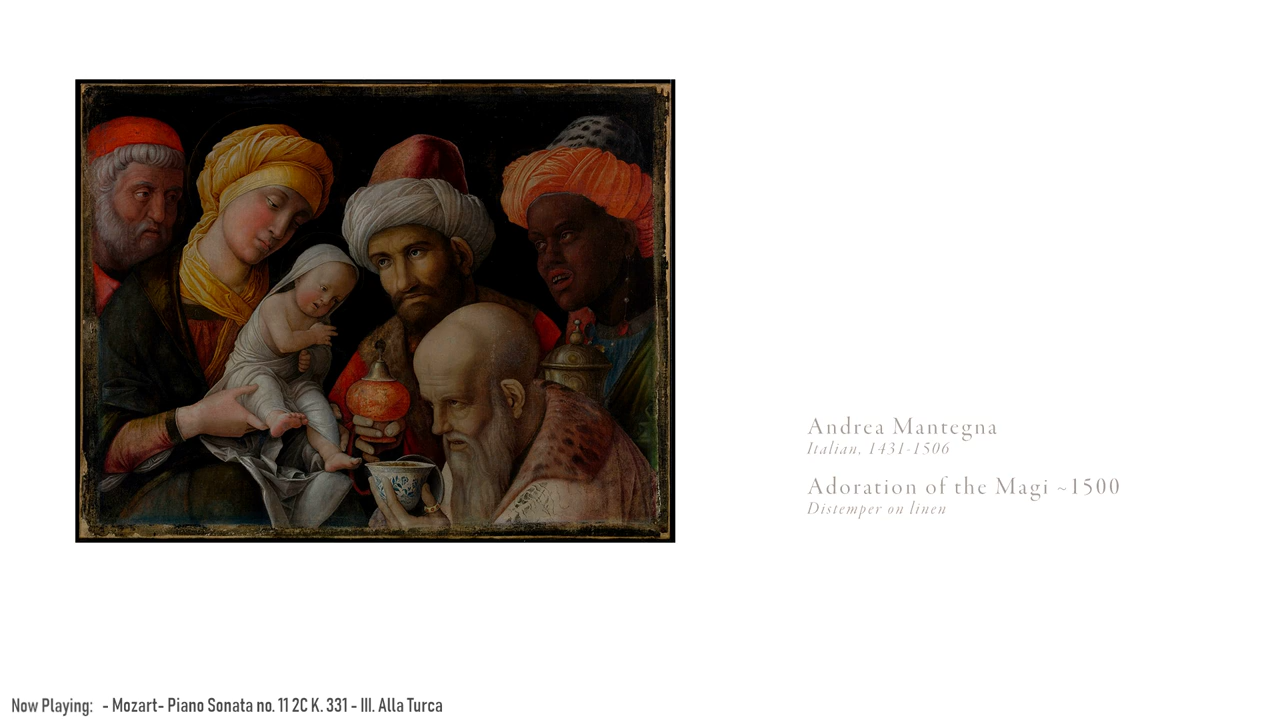 Andrea Mantegna
Italian, 1431-1506
Adoration of the Magi ~1500
Distemper on linen
Now Playing: - Mozart- Piano Sonata no. 11 2C K. 331 - III. Alla Turca